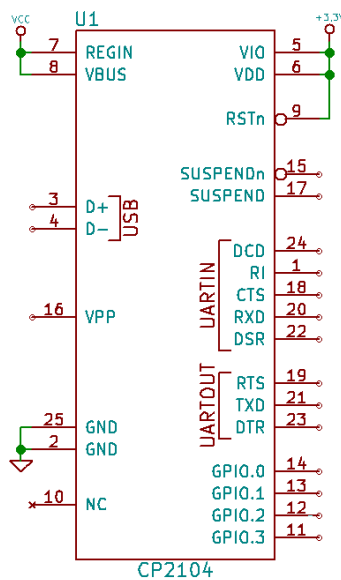 VCC
U1
+3.3V
7 REGIN VIO 5
8 VBUS VDD 6
RSTn 9
SUSPENDn 15
SUSPEND 17
3 D+ USB
4 D-
DCD 24
RI 1
16 VPP CTS 18
UARTIN
RXD 20
DSR 22
RTS 19
UARTOUT
TXD 21
25 GND DTR 23
2 GND
GPIO.0 14
10 NC GPIO.1 13
GPIO.2 12
GPIO.3 11
CP2104